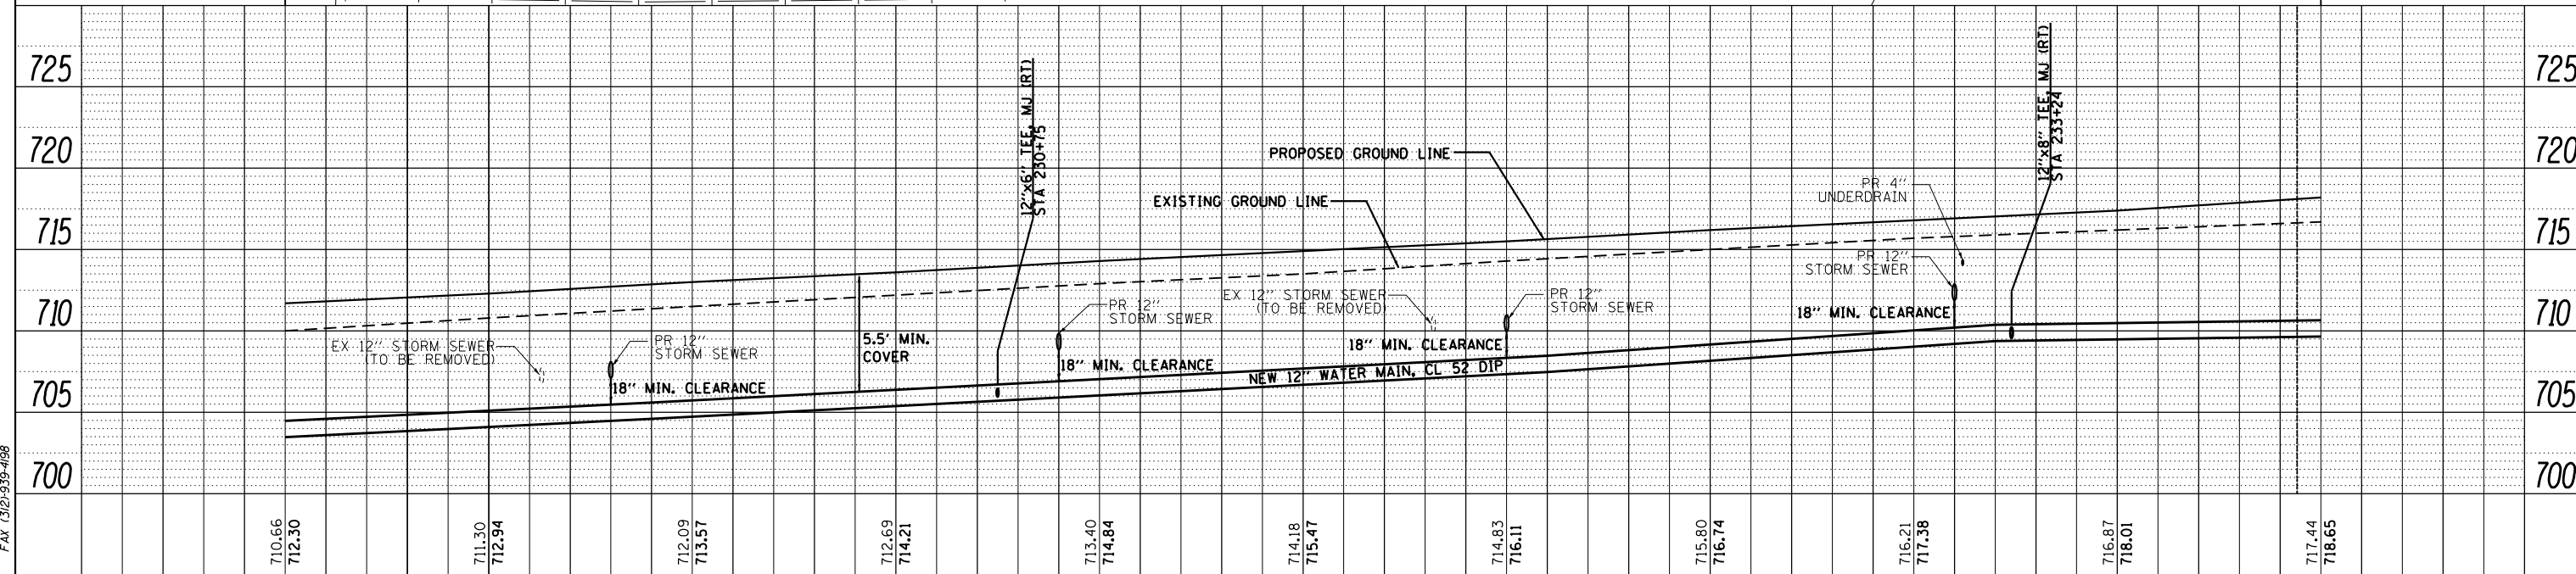 725
720
715
710
705
700
12"x6" TEE, MJ (RT)
STA 230+75
PROPOSED GROUND LINE
EXISTING GROUND LINE
12"x8" TEE, MJ (RT)
STA 233+24
PR 4"
UNDERDRAIN
PR 12"
STORM SEWER
18" MIN. CLEARANCE
EX 12" STORM SEWER
(TO BE REMOVED)
PR 12"
STORM SEWER
18" MIN. CLEARANCE
5.5' MIN.
COVER
PR 12"
STORM SEWER
18" MIN. CLEARANCE
EX 12" STORM SEWER
(TO BE REMOVED)
PR 12"
STORM SEWER
18" MIN. CLEARANCE
NEW 12" WATER MAIN, CL 52 DIP
725
720
715
710
705
700
710.66
712.30
711.30
712.94
712.09
713.57
712.69
714.21
713.40
714.84
714.18
715.47
714.83
716.11
715.80
716.74
716.21
717.38
716.87
718.01
717.44
718.65
FAX (312)-939-4198